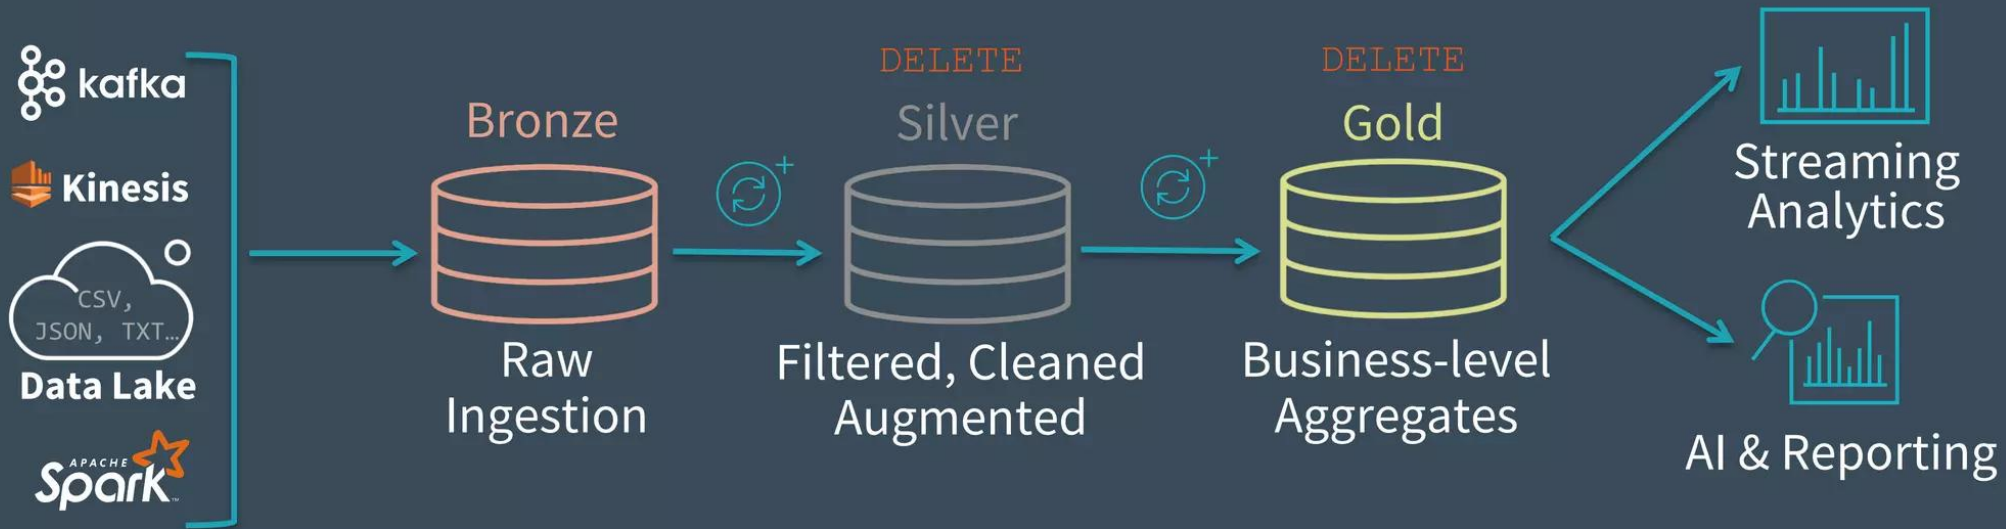 kafka
Kinesis
CSV,
JSON, TXT...
Data Lake
APACHE
Spark™
Bronze
Raw
Ingestion
DELETE
Silver
Filtered, Cleaned
Augmented
DELETE
Gold
Business-level
Aggregates
Streaming
Analytics
AI & Reporting